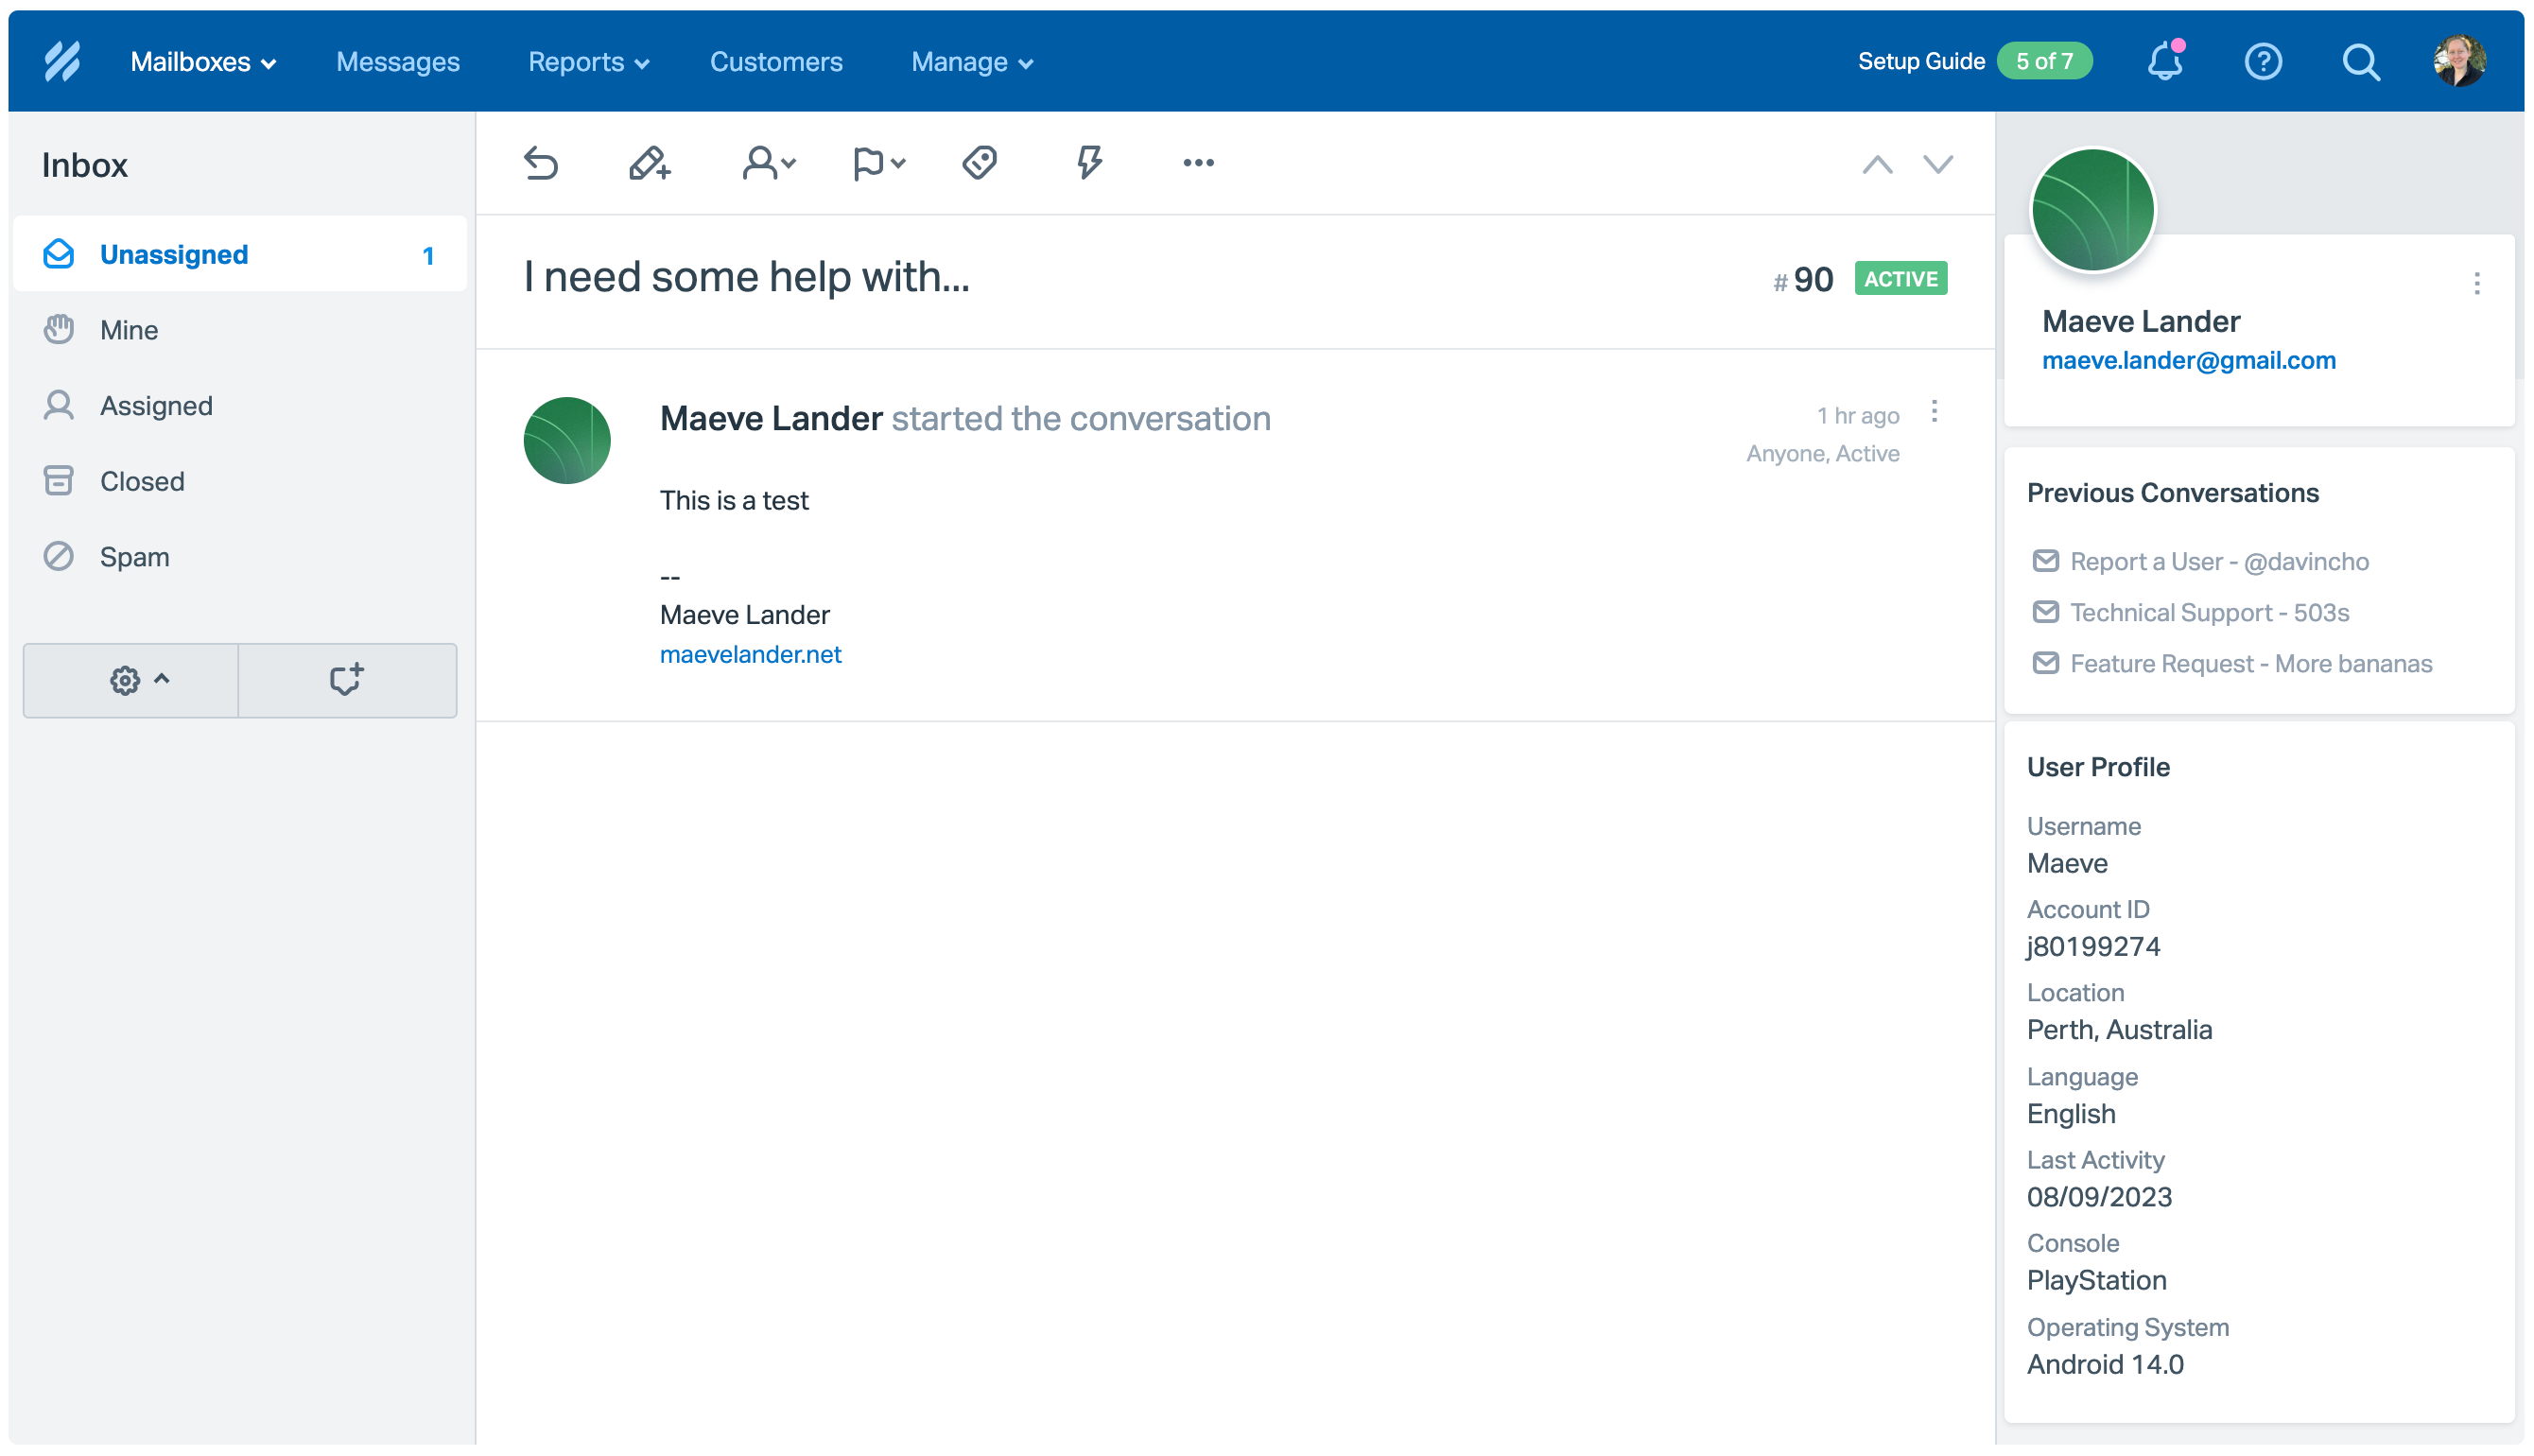 Mailboxes Messages Reports Customers Manage Setup Guide 5 of 7
Inbox
Unassigned 1
Mine
Assigned
Closed
Spam
I need some help with...
# 90 ACTIVE
Maeve Lander started the conversation
1 hr ago
Anyone, Active
This is a test
--
Maeve Lander
maevelander.net
Maeve Lander
maeve.lander@gmail.com
Previous Conversations
Report a User - @davincho
Technical Support - 503s
Feature Request - More bananas
User Profile
Username
Maeve
Account ID
j80199274
Location
Perth, Australia
Language
English
Last Activity
08/09/2023
Console
PlayStation
Operating System
Android 14.0